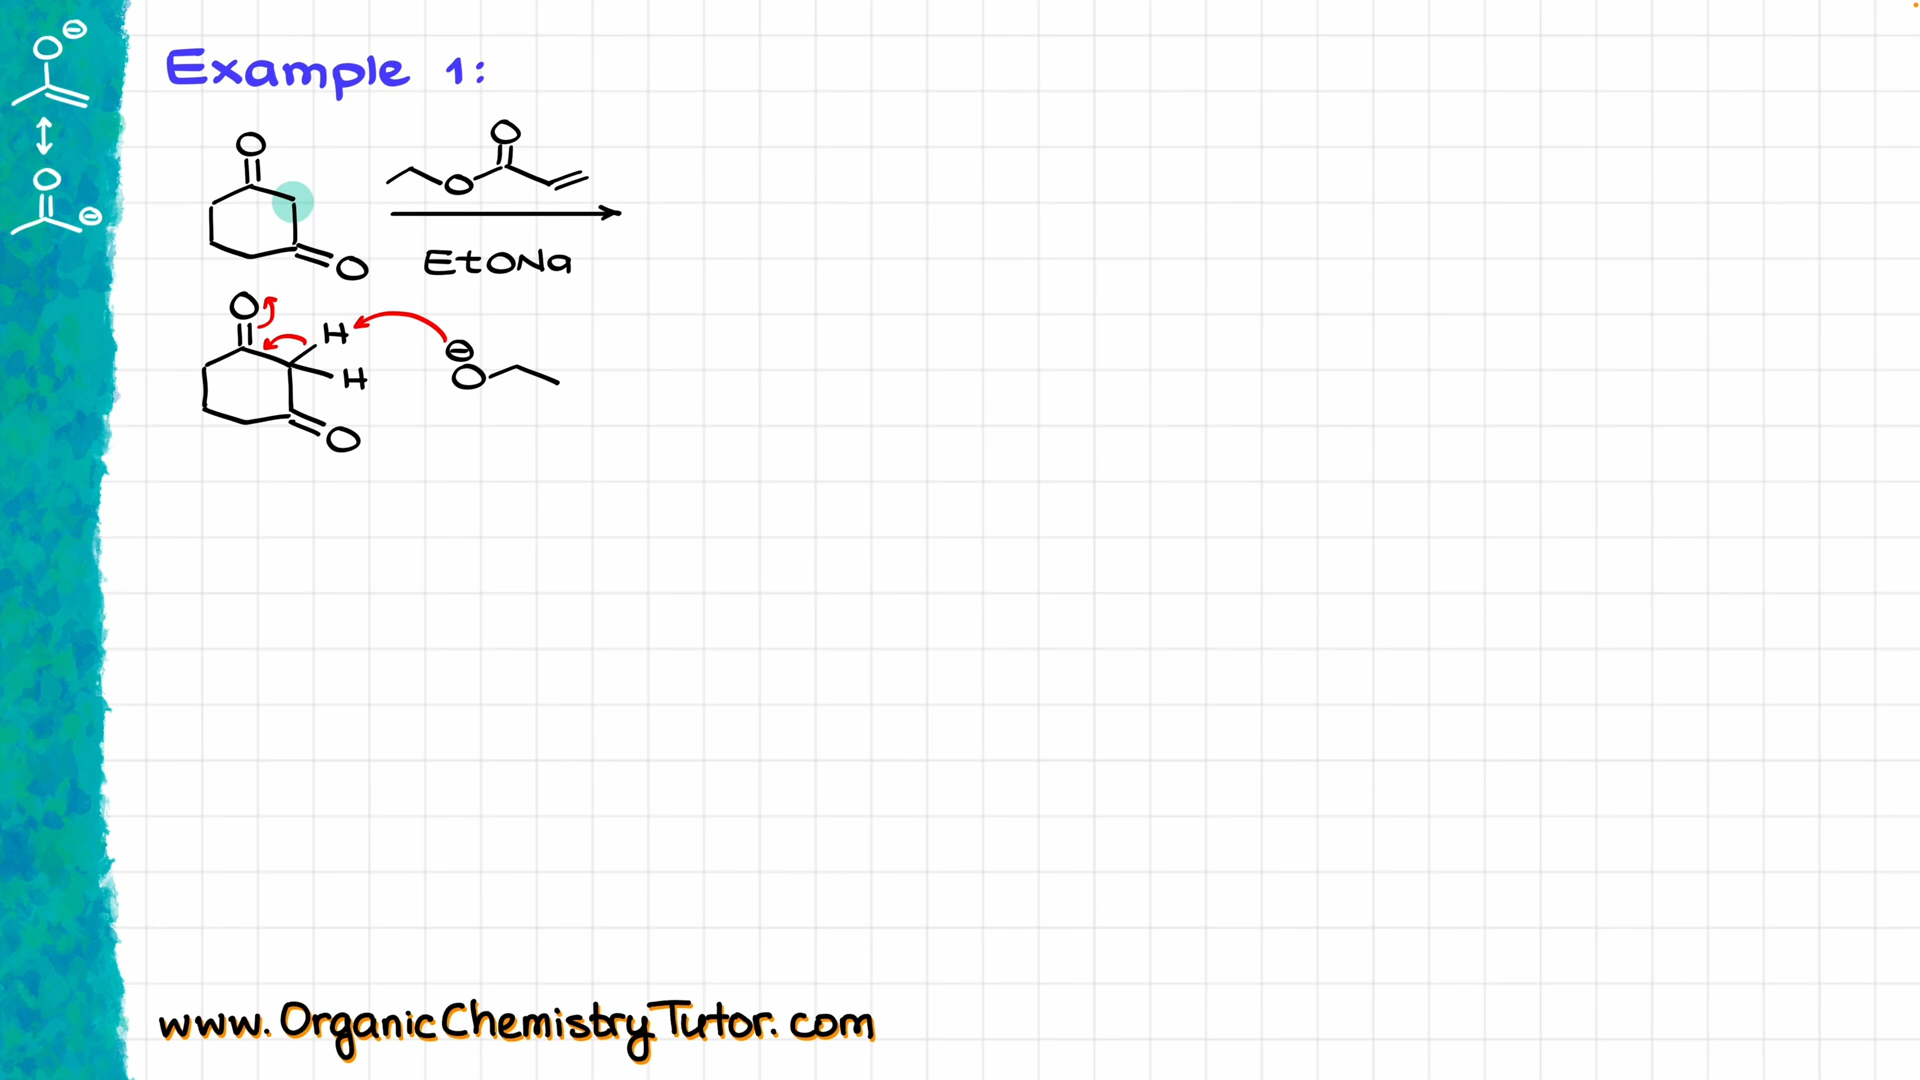 Example 1:
O
O
O
O
EtONa
O
H
H
⊖
O
O
O ⊖
O
⊖
www.OrganicChemistryTutor.com